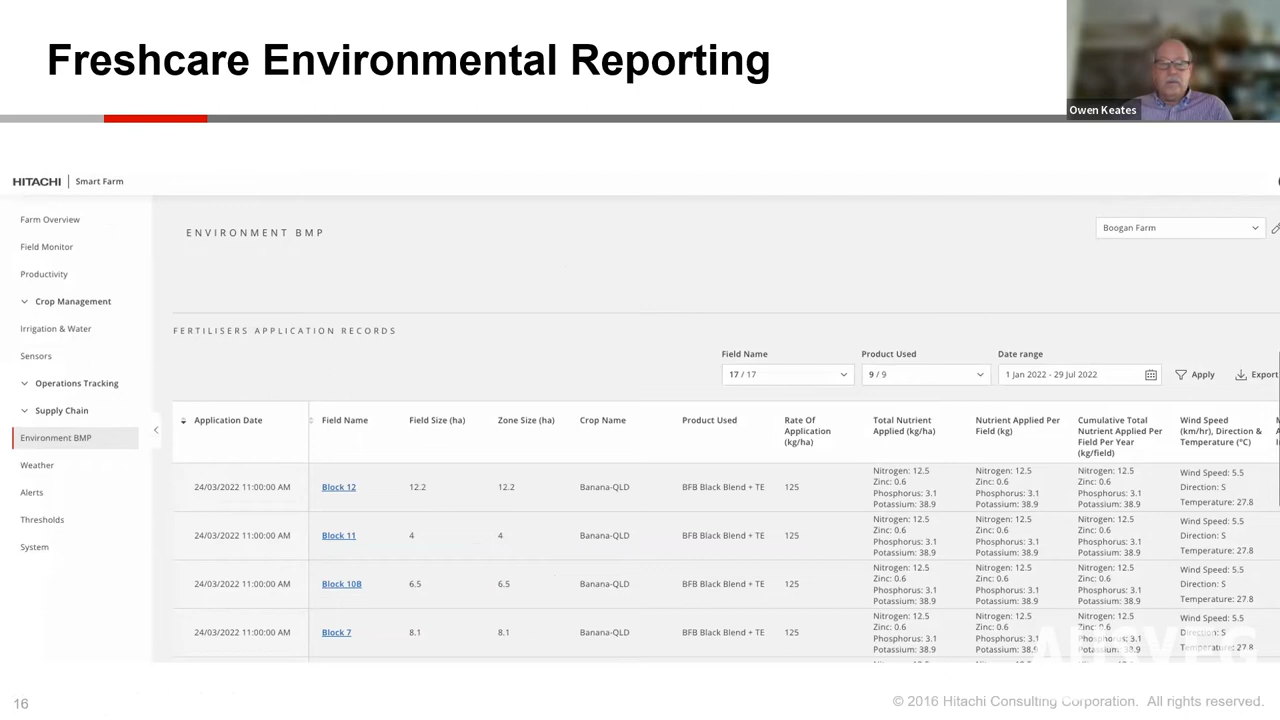 Freshcare Environmental Reporting
Owen Keates
HITACHI | Smart Farm
Farm Overview
Field Monitor
Productivity
Crop Management
Irrigation & Water
Sensors
Operations Tracking
Supply Chain
Environment BMP
Weather
Alerts
Thresholds
System
ENVIRONMENT BMP
Boogan Farm
FERTILISERS APPLICATION RECORDS
Field Name
17 / 17
Product Used
9 / 9
Date range
1 Jan 2022 - 29 Jul 2022
Apply
Export
Application Date
Field Name
Field Size (ha)
Zone Size (ha)
Crop Name
Product Used
Rate Of
Application
(kg/ha)
Total Nutrient
Applied (kg/ha)
Nutrient Applied Per
Field (kg)
Cumulative Total
Nutrient Applied Per
Field Per Year
(kg/field)
Wind Speed
(km/hr), Direction &
Temperature (°C)
24/03/2022 11:00:00 AM
Block 12
12.2
12.2
Banana-QLD
BFB Black Blend + TE
125
Nitrogen: 12.5
Zinc: 0.6
Phosphorus: 3.1
Potassium: 38.9
Nitrogen: 12.5
Zinc: 0.6
Phosphorus: 3.1
Potassium: 38.9
Nitrogen: 12.5
Zinc: 0.6
Phosphorus: 3.1
Potassium: 38.9
Wind Speed: 5.5
Direction: S
Temperature: 27.8
24/03/2022 11:00:00 AM
Block 11
4
4
Banana-QLD
BFB Black Blend + TE
125
Nitrogen: 12.5
Zinc: 0.6
Phosphorus: 3.1
Potassium: 38.9
Nitrogen: 12.5
Zinc: 0.6
Phosphorus: 3.1
Potassium: 38.9
Nitrogen: 12.5
Zinc: 0.6
Phosphorus: 3.1
Potassium: 38.9
Wind Speed: 5.5
Direction: S
Temperature: 27.8
24/03/2022 11:00:00 AM
Block 10B
6.5
6.5
Banana-QLD
BFB Black Blend + TE
125
Nitrogen: 12.5
Zinc: 0.6
Phosphorus: 3.1
Potassium: 38.9
Nitrogen: 12.5
Zinc: 0.6
Phosphorus: 3.1
Potassium: 38.9
Nitrogen: 12.5
Zinc: 0.6
Phosphorus: 3.1
Potassium: 38.9
Wind Speed: 5.5
Direction: S
Temperature: 27.8
24/03/2022 11:00:00 AM
Block 7
8.1
8.1
Banana-QLD
BFB Black Blend + TE
125
Nitrogen: 12.5
Zinc: 0.6
Phosphorus: 3.1
Potassium: 38.9
Nitrogen: 12.5
Zinc: 0.6
Phosphorus: 3.1
Potassium: 38.9
Nitrogen: 12.5
Zinc: 0.6
Phosphorus: 3.1
Potassium: 38.9
Wind Speed: 5.5
Direction: S
Temperature: 27.8
AUSVEG
16
© 2016 Hitachi Consulting Corporation. All rights reserved.